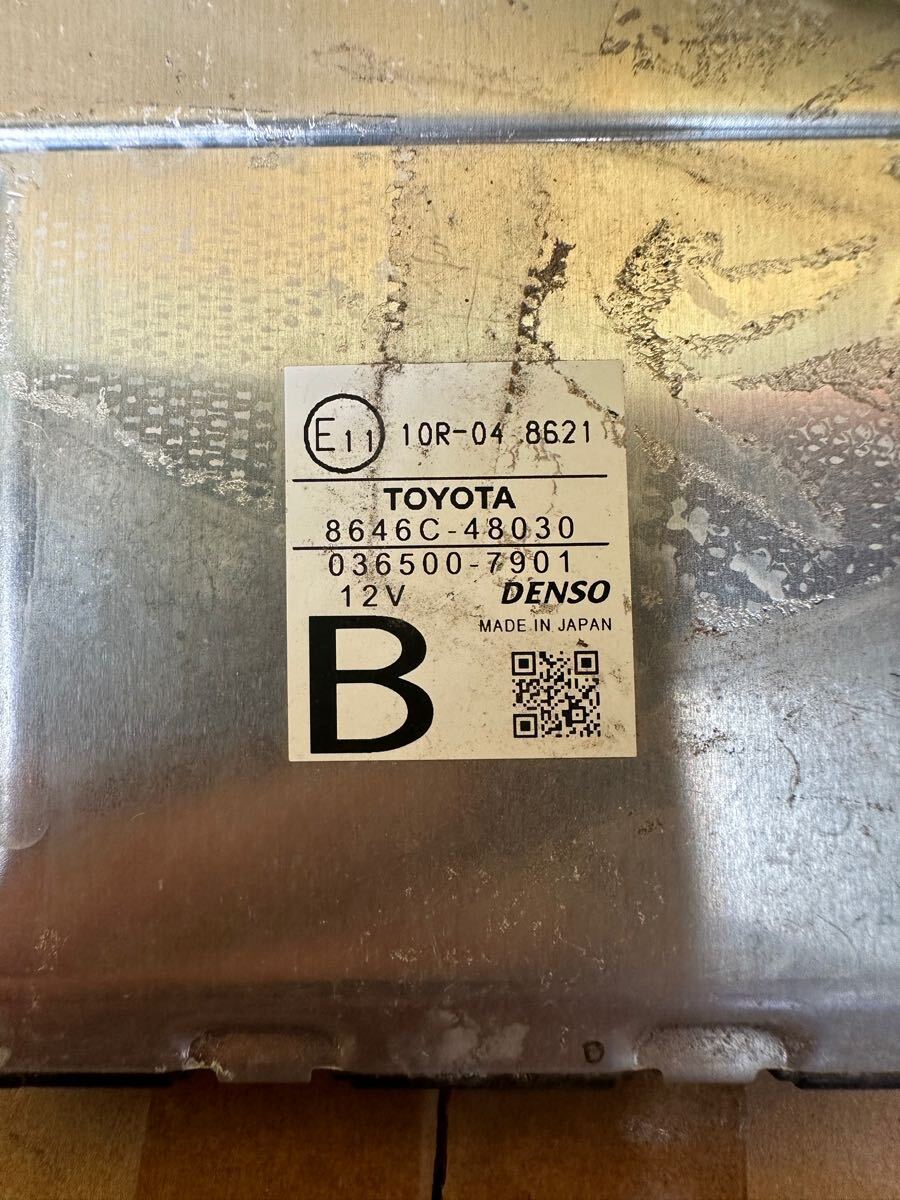 E11 10R-04 8621
TOYOTA
8646C-48030
036500-7901
12V DENSO
MADE IN JAPAN
B